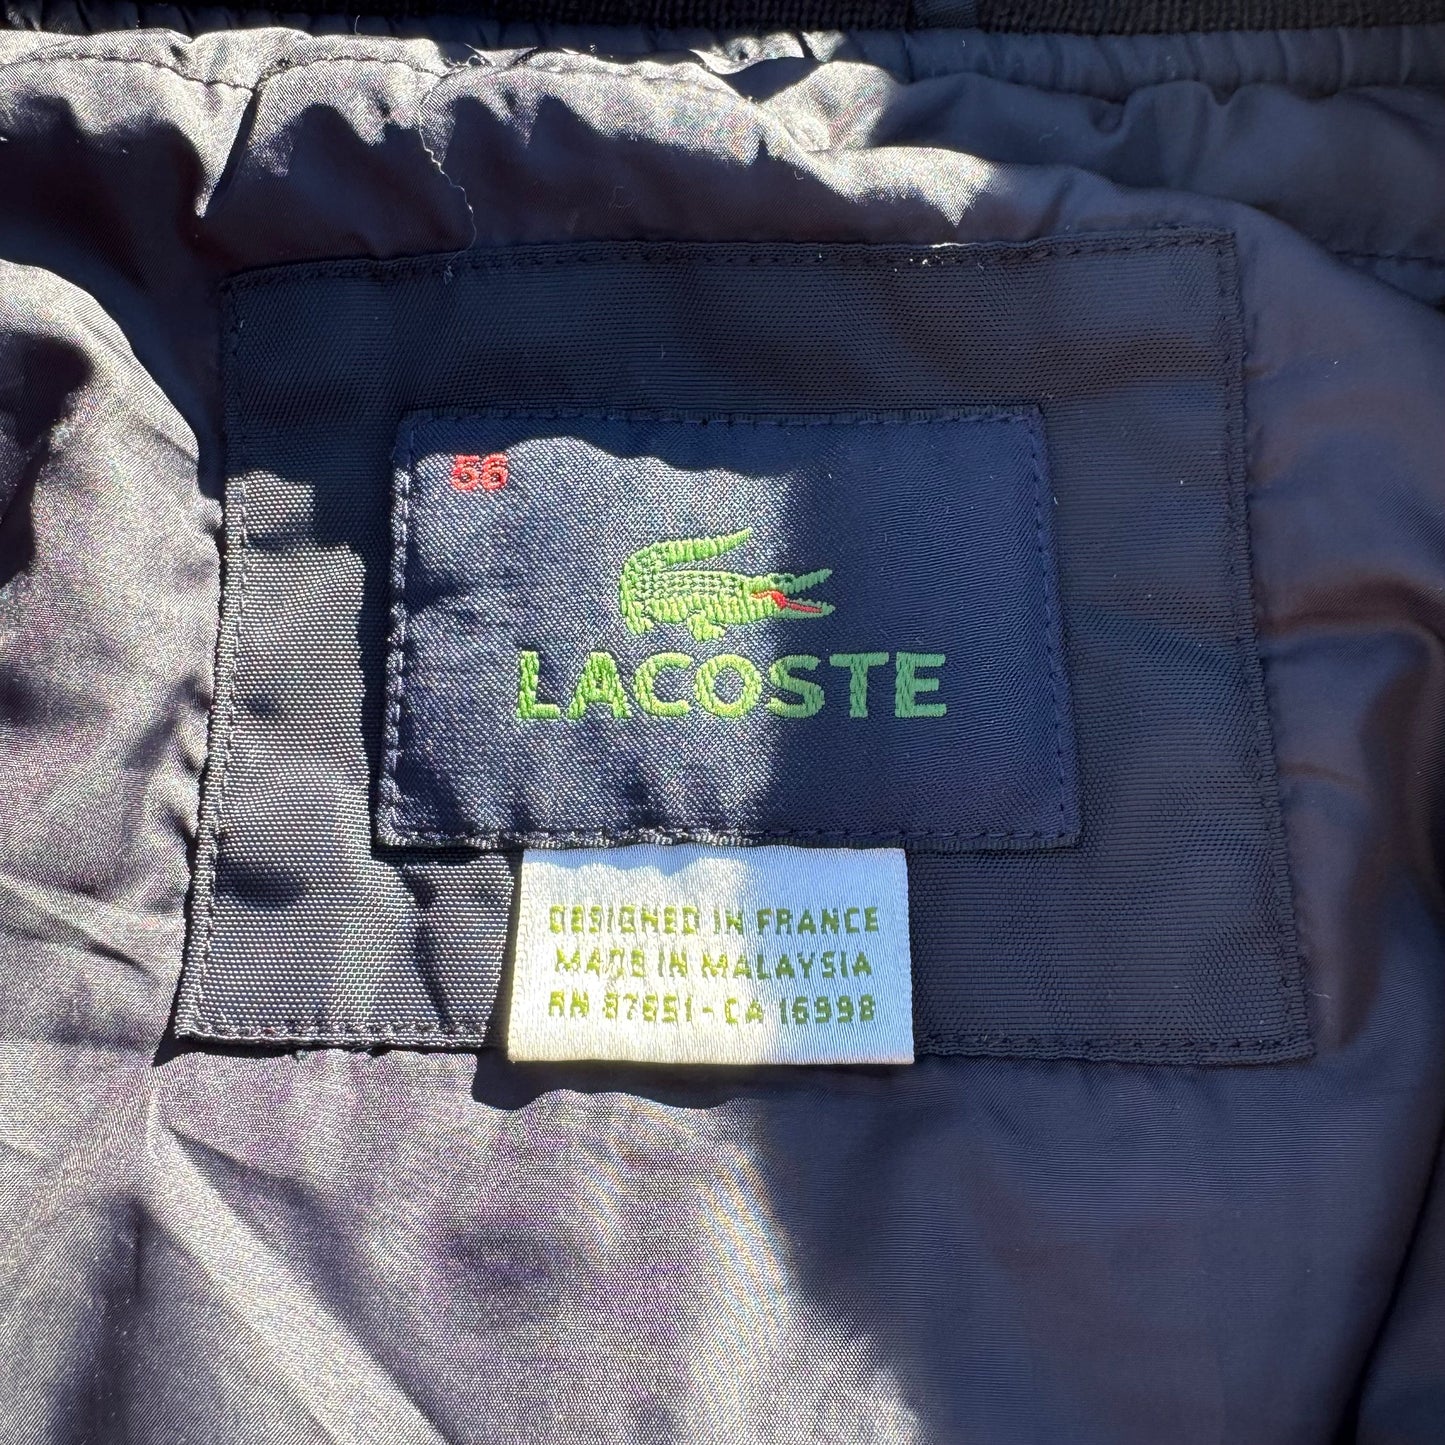 56
LACOSTE
DESIGNED IN FRANCE
MADE IN MALAYSIA
RN 87651 - CA 16998